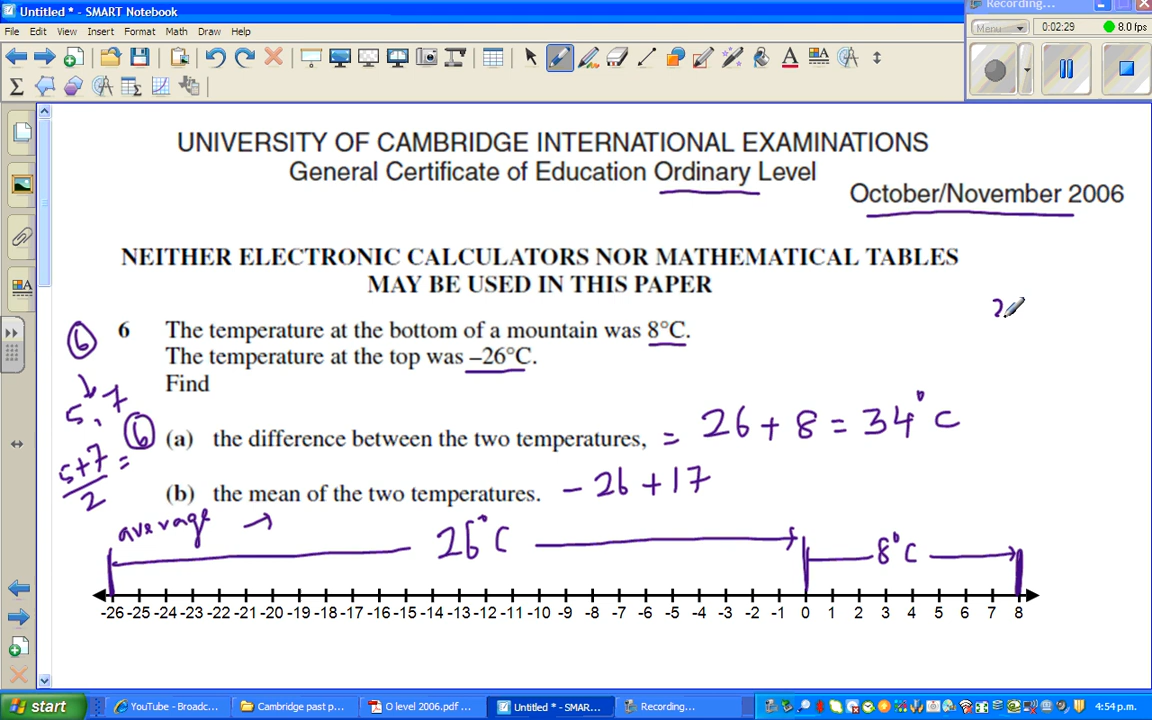 Untitled * - SMART Notebook
Recording...
File Edit View Insert Format Math Draw Help
Menu 0:02:29 8.0 fps
UNIVERSITY OF CAMBRIDGE INTERNATIONAL EXAMINATIONS
General Certificate of Education Ordinary Level
October/November 2006
NEITHER ELECTRONIC CALCULATORS NOR MATHEMATICAL TABLES
MAY BE USED IN THIS PAPER
6 6 The temperature at the bottom of a mountain was 8°C.
The temperature at the top was –26°C.
Find
5, 7
(a) the difference between the two temperatures, = 26 + 8 = 34°C
5+7/2 = 6
(b) the mean of the two temperatures. - 26 + 17
average →
26°C 8°C
-26 -25 -24 -23 -22 -21 -20 -19 -18 -17 -16 -15 -14 -13 -12 -11 -10 -9 -8 -7 -6 -5 -4 -3 -2 -1 0 1 2 3 4 5 6 7 8
start YouTube - Broadc... Cambridge past p... O level 2006.pdf ... Untitled * - SMAR... Recording... 4:54 p.m.